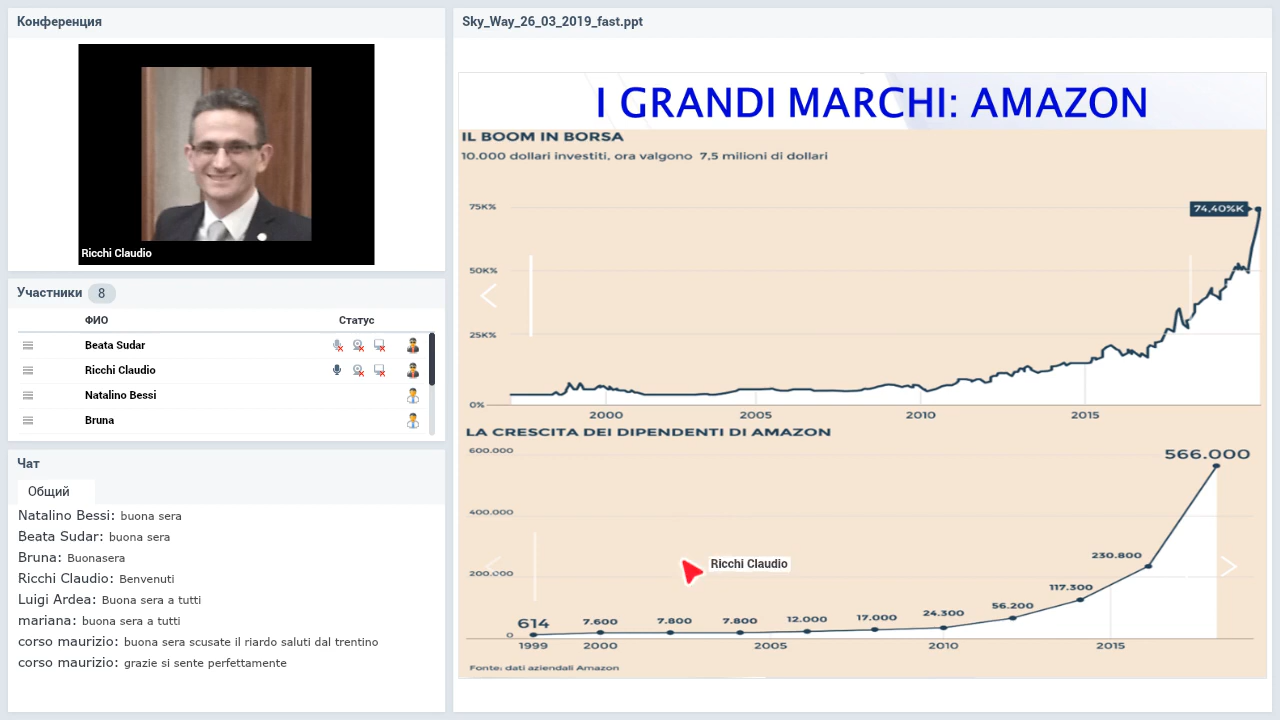 Конференция
Ricchi Claudio
Участники 8
ФИО Статус
Beata Sudar
Ricchi Claudio
Natalino Bessi
Bruna
Чат
Общий
Natalino Bessi: buona sera
Beata Sudar: buona sera
Bruna: Buonasera
Ricchi Claudio: Benvenuti
Luigi Ardea: Buona sera a tutti
mariana: buona sera a tutti
corso maurizio: buona sera scusate il riardo saluti dal trentino
corso maurizio: grazie si sente perfettamente
Sky_Way_26_03_2019_fast.ppt
I GRANDI MARCHI: AMAZON
IL BOOM IN BORSA
10.000 dollari investiti, ora valgono 7,5 milioni di dollari
75K%
74,40%K
50K%
25K%
0%
2000 2005 2010 2015
LA CRESCITA DEI DIPENDENTI DI AMAZON
600.000
566.000
400.000
230.800
Ricchi Claudio
200.000
117.300
56.200
24.300
17.000
12.000
7.800
7.800
7.600
614
0
1999 2000 2005 2010 2015
Fonte: dati aziendali Amazon